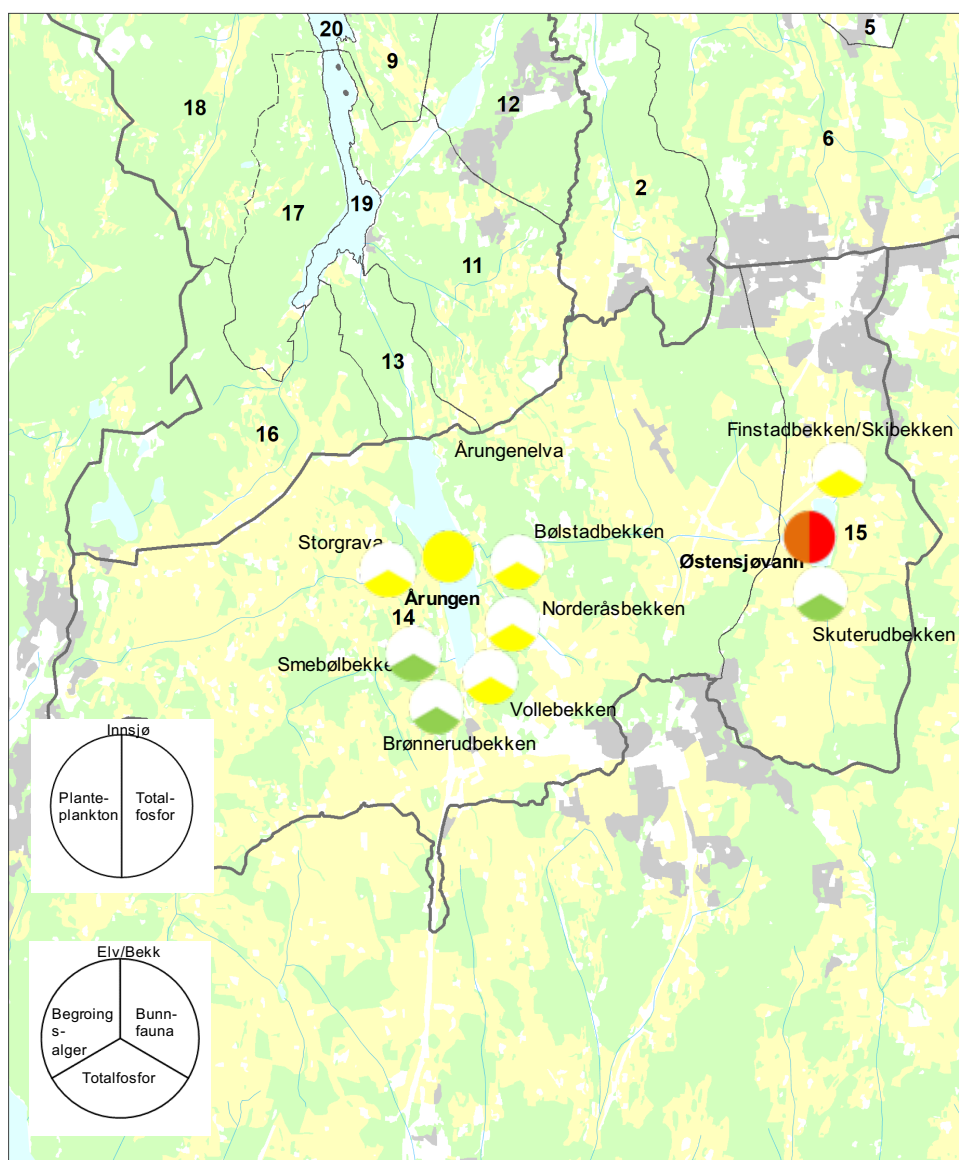 20
5
9
18
12
6
2
17
19
11
13
16
Finstadbekken/Skibekken
Årungenelva
Bølstadbekken
15
Storgrava
Østensjøvann
Årungen
Norderåsbekken
14
Skuterudbekken
Smebølbekke
Vollebekken
Brønnerudbekken
Innsjø
Plante-
plankton
Total-
fosfor
Elv/Bekk
Begroing
s-
alger
Bunn-
fauna
Totalfosfor